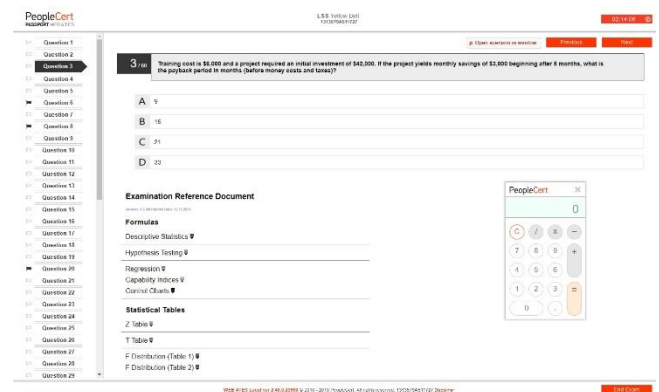 PeopleCert
LSS Yellow Belt
Open question in window
Previous
Next
Question 1
Question 2
Question 3
Question 4
Question 5
Question 6
Question 7
Question 8
Question 9
Question 10
Question 11
Question 12
Question 13
Question 14
Question 15
Question 16
Question 17
Question 18
Question 19
Question 20
Question 21
Question 22
Question 23
Question 24
Question 25
Question 26
Question 27
Question 28
Question 29
3
Training cost is $6,000 and a project required an initial investment of $42,000. If the project yields monthly savings of $3,000 beginning after 8 months, what is
the payback period in months (before money costs and taxes)?
A 9
B 16
C 21
D 33
Examination Reference Document
Formulas
Descriptive Statistics
Hypothesis Testing
Regression
Capability Indices
Control Charts
Statistical Tables
Z Table
T Table
F Distribution (Table 1)
F Distribution (Table 2)
PeopleCert
0
C / x -
7 8 9 +
4 5 6
1 2 3 =
0 .
End Exam